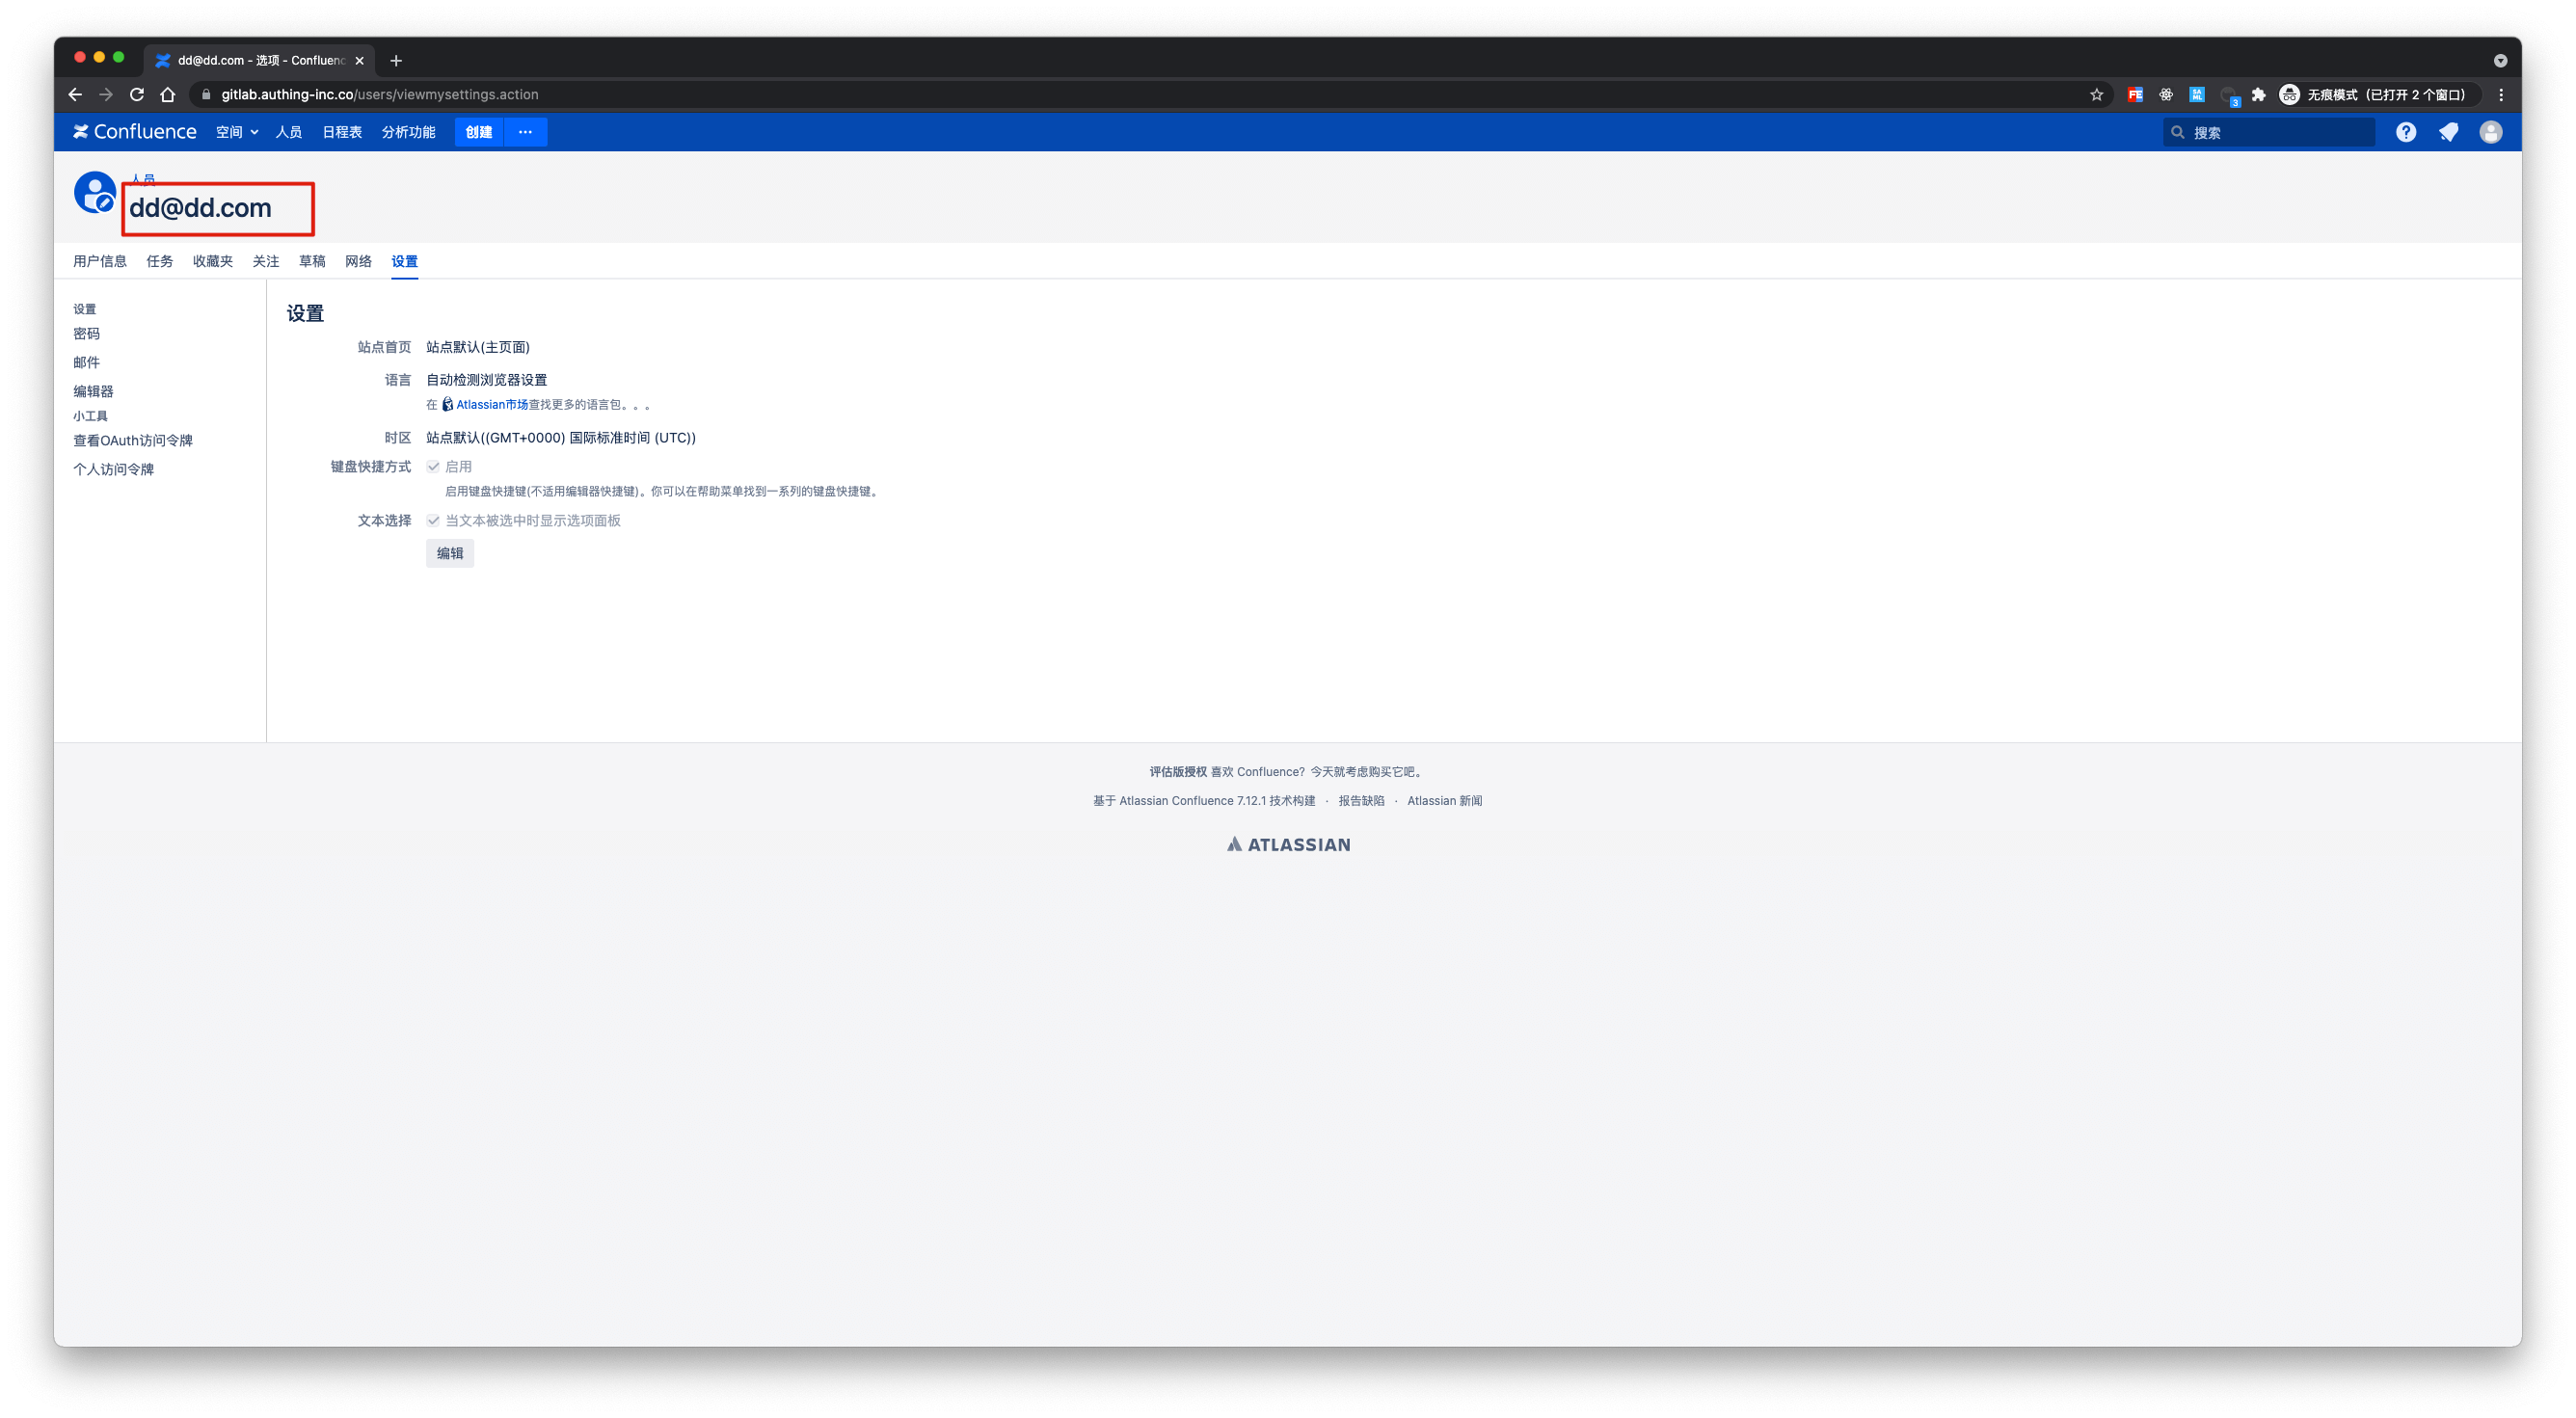 dd@dd.com - 选项 - Confluenc
gitlab.authing-inc.co/users/viewmysettings.action
FE
SA
ML
3
无痕模式（已打开 2 个窗口）
Confluence 空间 人员 日程表 分析功能 创建 ···
搜索
人员
dd@dd.com
用户信息 任务 收藏夹 关注 草稿 网络 设置
设置
密码
邮件
编辑器
小工具
查看OAuth访问令牌
个人访问令牌
设置
站点首页 站点默认(主页面)
语言 自动检测浏览器设置
在 Atlassian市场查找更多的语言包。。。
时区 站点默认((GMT+0000) 国际标准时间 (UTC))
键盘快捷方式 启用
启用键盘快捷键(不适用编辑器快捷键)。你可以在帮助菜单找到一系列的键盘快捷键。
文本选择 当文本被选中时显示选项面板
编辑
评估版授权 喜欢 Confluence? 今天就考虑购买它吧。
基于 Atlassian Confluence 7.12.1 技术构建 · 报告缺陷 · Atlassian 新闻
ATLASSIAN